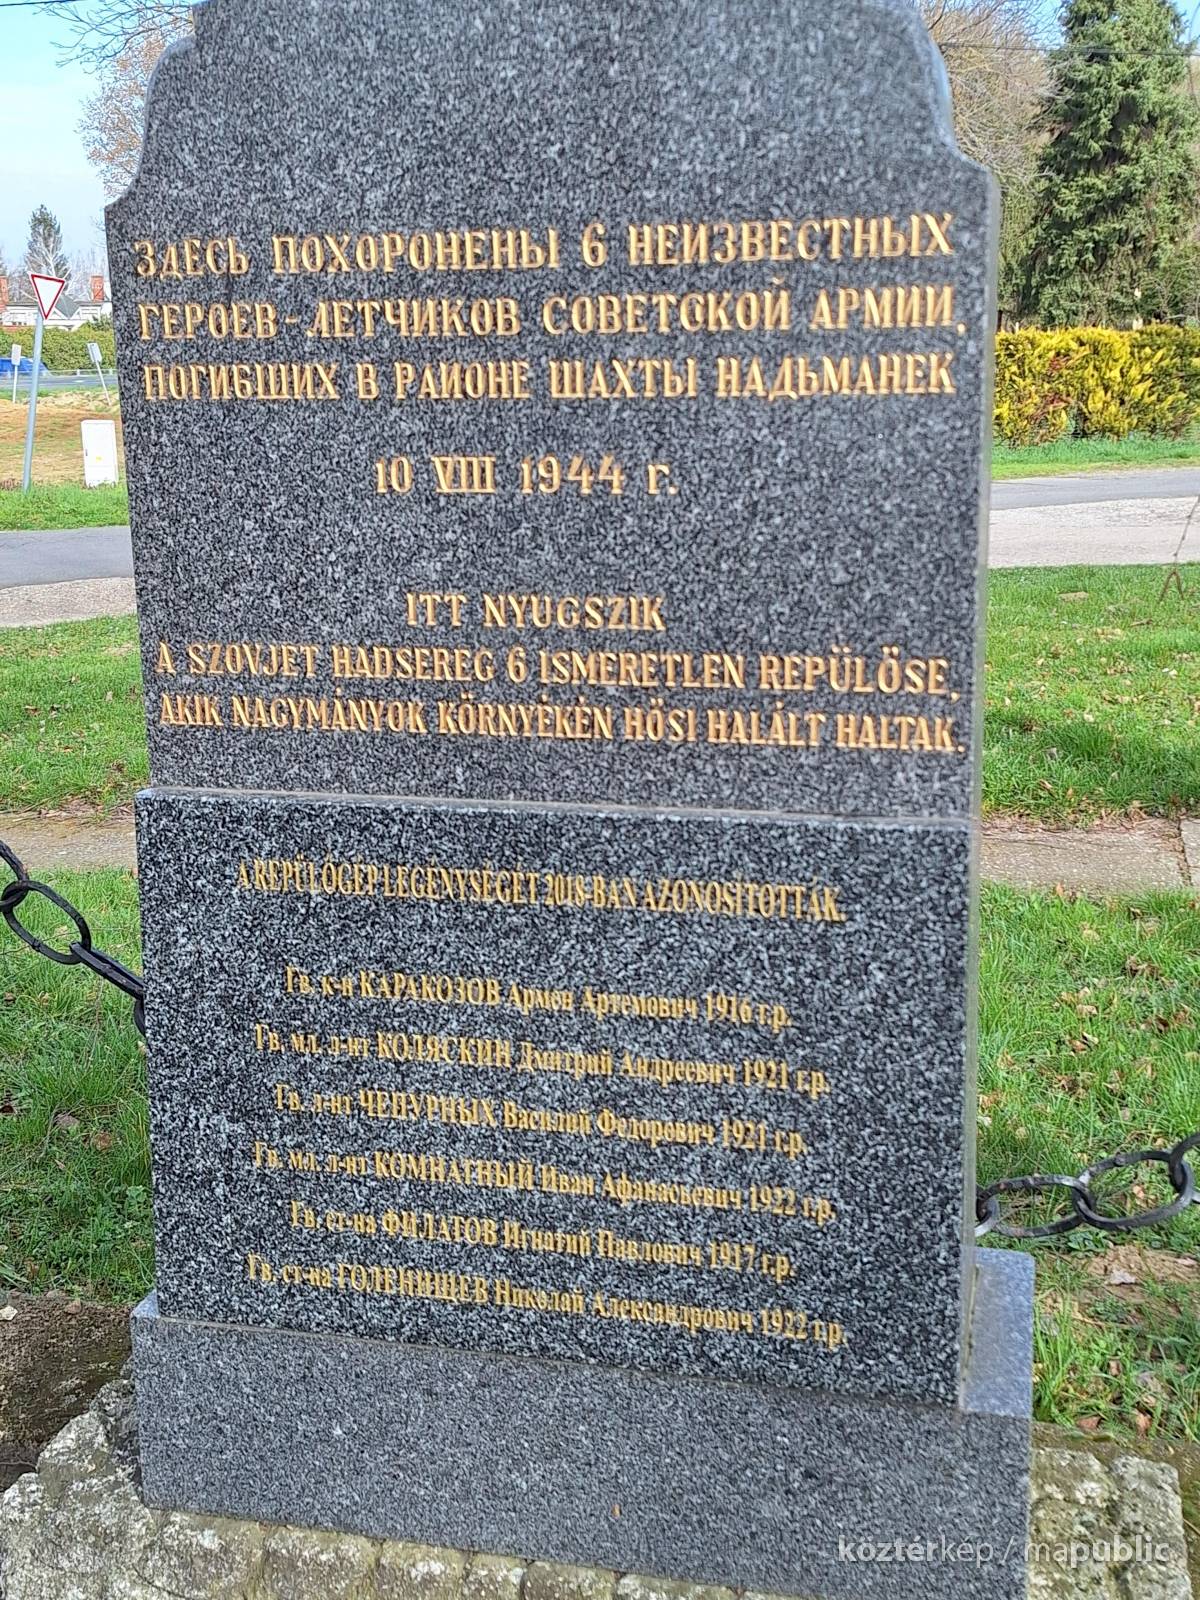 ЗДЕСЬ ПОХОРОНЕНЫ 6 НЕИЗВЕСТНЫХ
ГЕРОЕВ-ЛЕТЧИКОВ СОВЕТСКОЙ АРМИИ,
ПОГИБШИХ В РАЙОНЕ ШАХТЫ НАДЬМАНЕК
10 VIII 1944 г.
ITT NYUGSZIK
A SZOVJET HADSEREG 6 ISMERETLEN REPÜLŐSE,
AKIK NAGYMÁNYOK KÖRNYÉKÉN HŐSI HALÁLT HALTAK.
A REPÜLŐGÉP LEGÉNYSÉGÉT 2018-BAN AZONOSÍTOTTÁK.
Гв. к-н КАРАКОЗОВ Армен Артемович 1916 г.р.
Гв. мл. л-нт КОЛЯСКИН Дмитрий Андреевич 1921 г.р.
Гв. л-нт ЧЕПУРНЫХ Василий Федорович 1921 г.р.
Гв. мл. л-нт КОМНАТНЫЙ Иван Афанасьевич 1922 г.р.
Гв. ст-на ФИЛАТОВ Игнатий Павлович 1917 г.р.
Гв. ст-на ГОЛЕНИЩЕВ Николай Александрович 1922 г.р.
köztérkép / mapublic